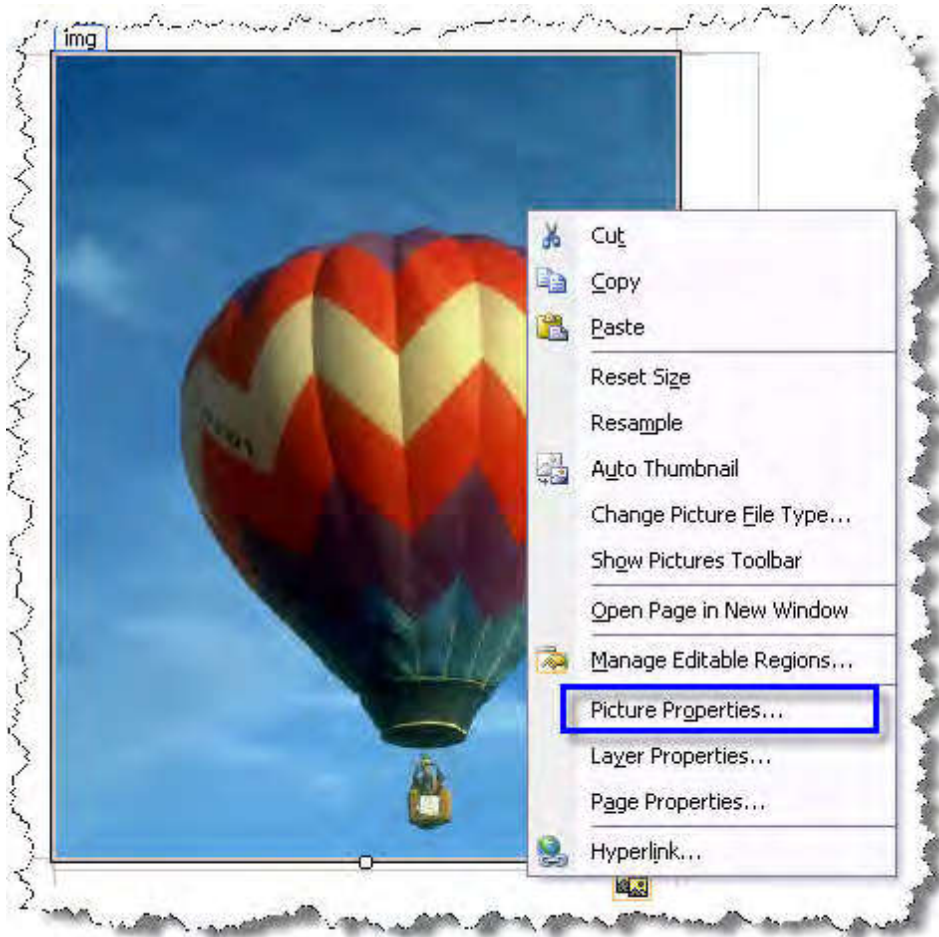 img
Cut
Copy
Paste
Reset Size
Resample
Auto Thumbnail
Change Picture File Type...
Show Pictures Toolbar
Open Page in New Window
Manage Editable Regions...
Picture Properties...
Layer Properties...
Page Properties...
Hyperlink...